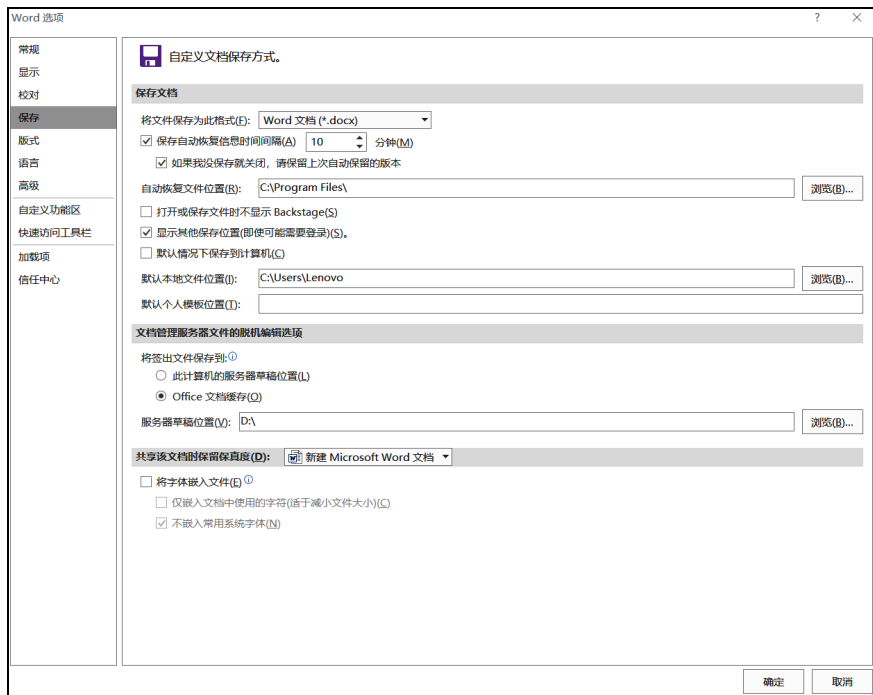 Word 选项
常规
显示
校对
保存
版式
语言
高级
自定义功能区
快速访问工具栏
加载项
信任中心
自定义文档保存方式。
保存文档
将文件保存为此格式(F): Word 文档 (*.docx)
保存自动恢复信息时间间隔(A) 10 分钟(M)
如果我没保存就关闭，请保留上次自动保留的版本
自动恢复文件位置(R): C:\Program Files\ 浏览(B)...
打开或保存文件时不显示 Backstage(S)
显示其他保存位置(即使可能需要登录)(S)。
默认情况下保存到计算机(C)
默认本地文件位置(I): C:\Users\Lenovo 浏览(B)...
默认个人模板位置(T):
文档管理服务器文件的脱机编辑选项
将签出文件保存到:
此计算机的服务器草稿位置(L)
Office 文档缓存(O)
服务器草稿位置(V): D:\ 浏览(B)...
共享该文档时保留保真度(D): 新建 Microsoft Word 文档
将字体嵌入文件(E)
仅嵌入文档中使用的字符(适于减小文件大小)(C)
不嵌入常用系统字体(N)
确定 取消